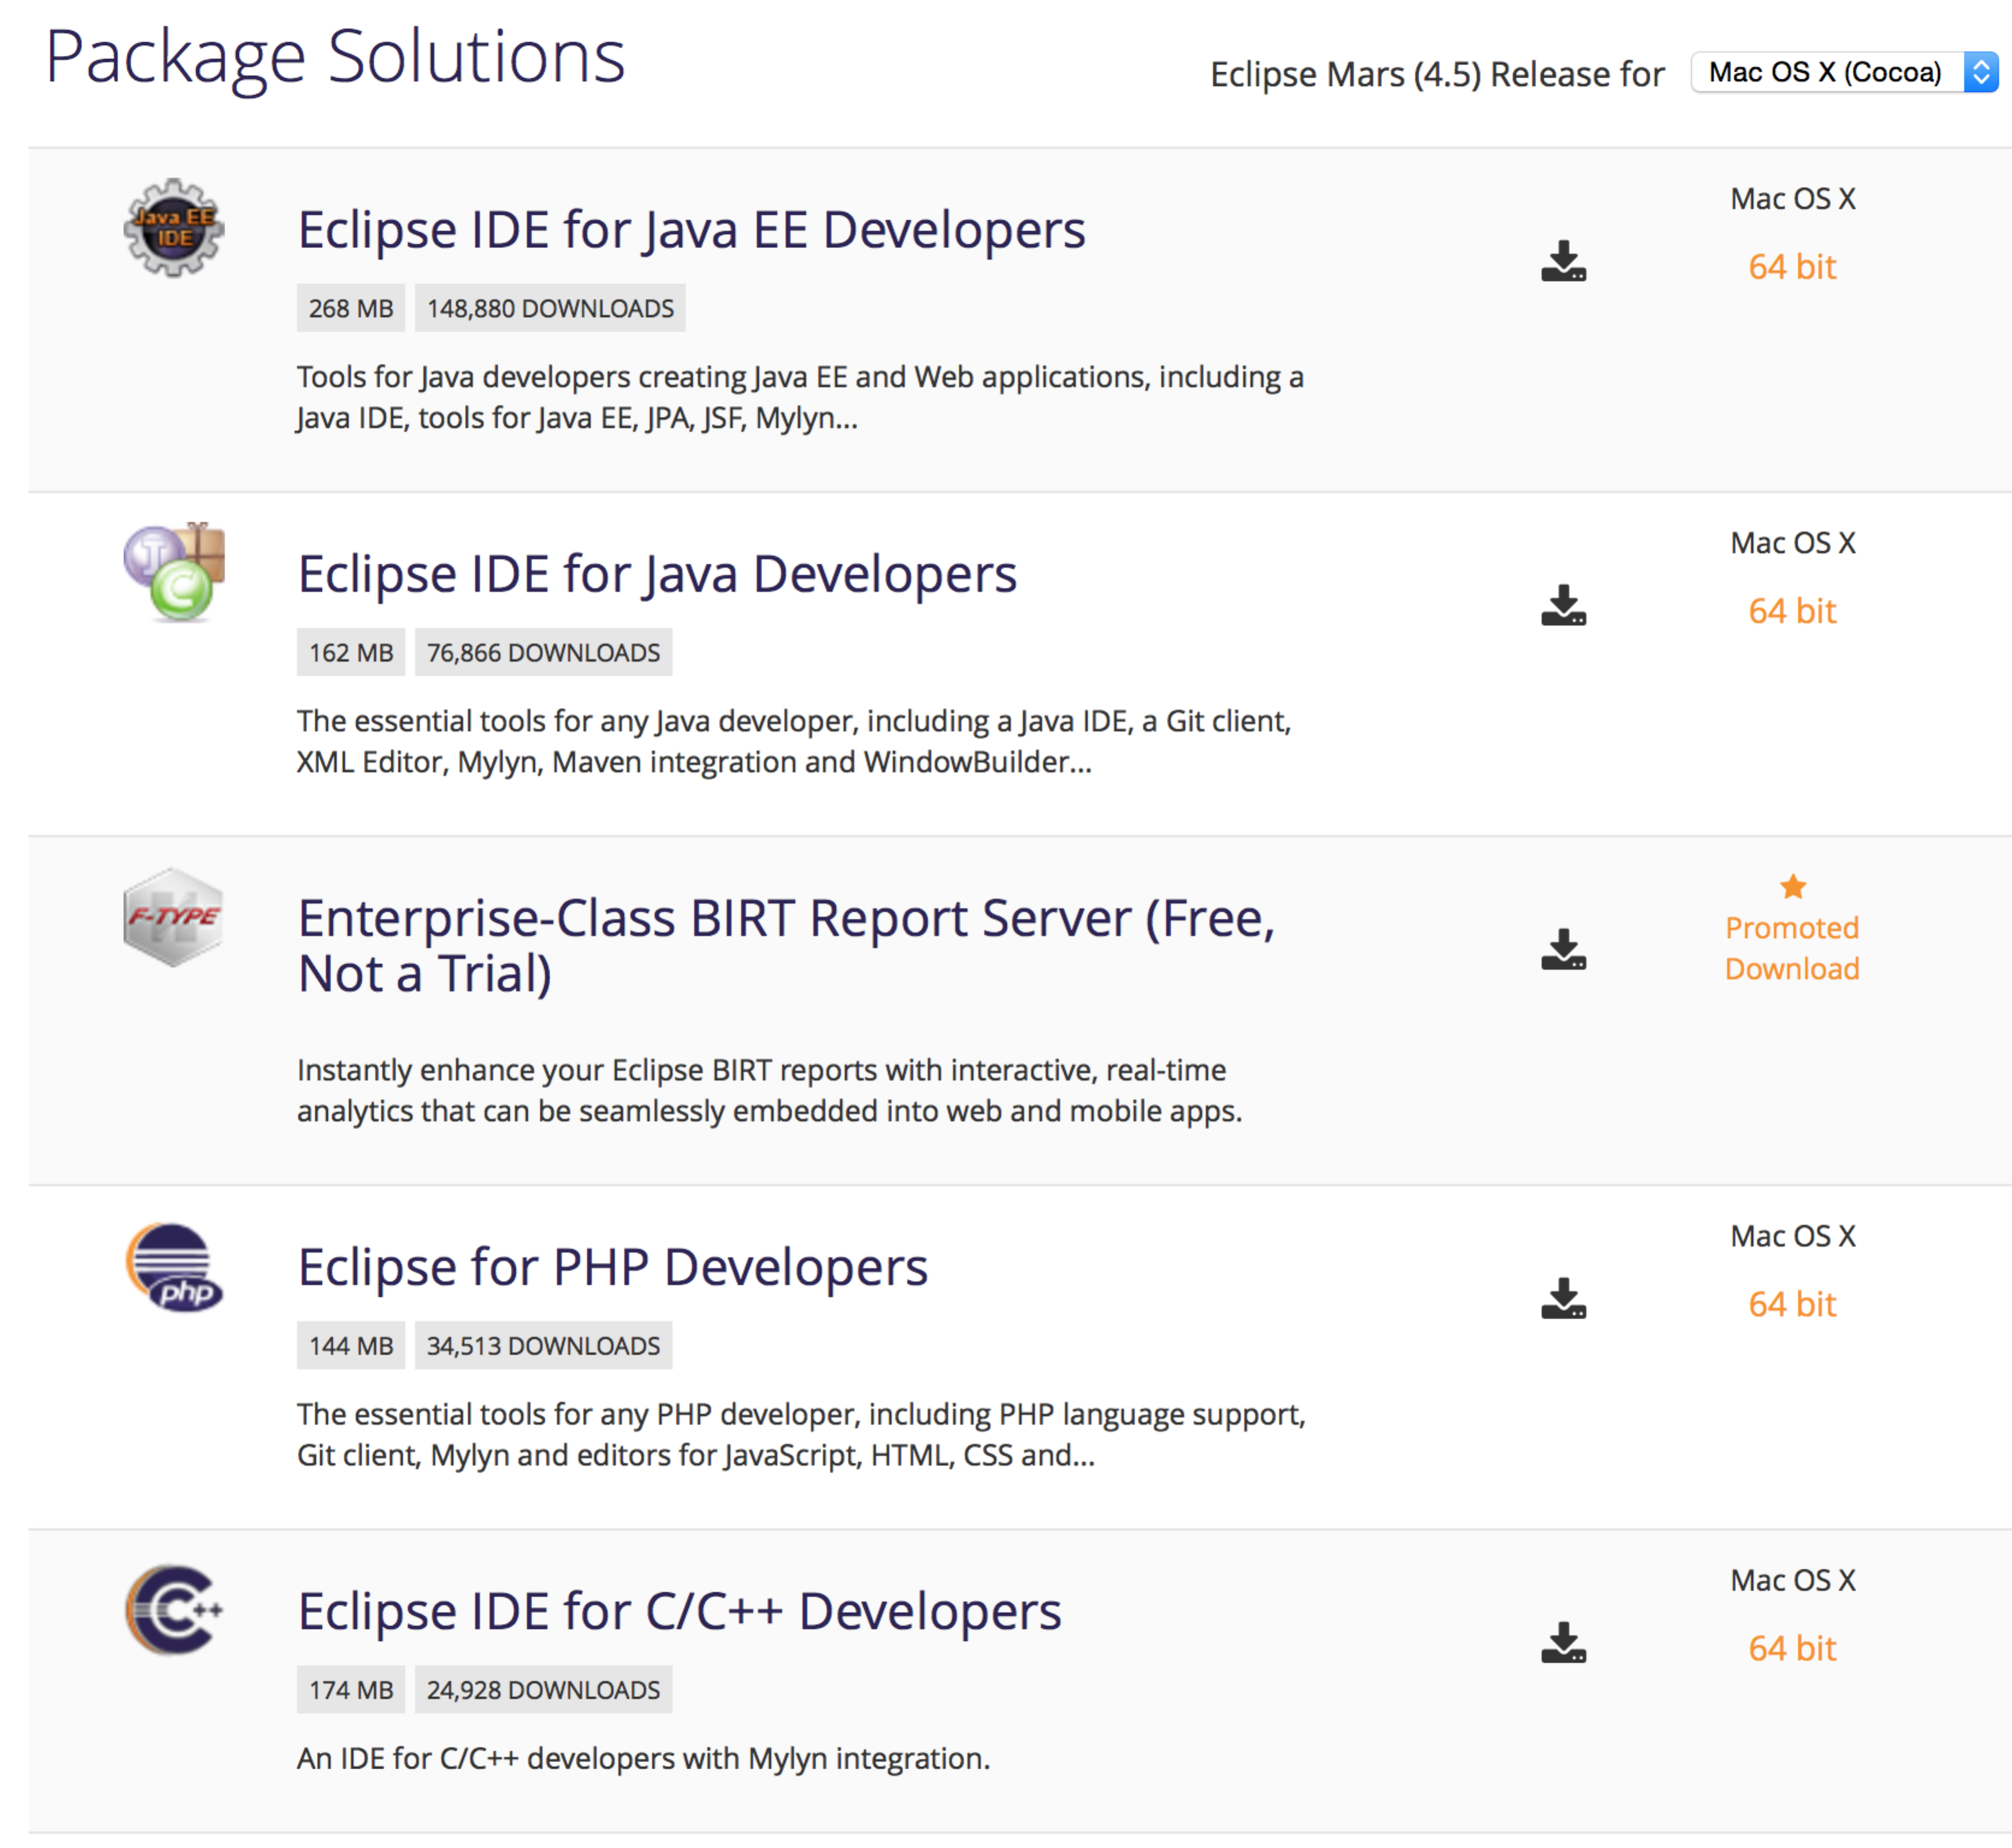 Package Solutions
Eclipse Mars (4.5) Release for Mac OS X (Cocoa)
Java EE
IDE
Eclipse IDE for Java EE Developers
268 MB 148,880 DOWNLOADS
Tools for Java developers creating Java EE and Web applications, including a
Java IDE, tools for Java EE, JPA, JSF, Mylyn...
Mac OS X
64 bit
J
C
Eclipse IDE for Java Developers
162 MB 76,866 DOWNLOADS
The essential tools for any Java developer, including a Java IDE, a Git client,
XML Editor, Mylyn, Maven integration and WindowBuilder...
Mac OS X
64 bit
F-TYPE
Enterprise-Class BIRT Report Server (Free,
Not a Trial)
Instantly enhance your Eclipse BIRT reports with interactive, real-time
analytics that can be seamlessly embedded into web and mobile apps.
Promoted
Download
php
Eclipse for PHP Developers
144 MB 34,513 DOWNLOADS
The essential tools for any PHP developer, including PHP language support,
Git client, Mylyn and editors for JavaScript, HTML, CSS and...
Mac OS X
64 bit
C++
Eclipse IDE for C/C++ Developers
174 MB 24,928 DOWNLOADS
An IDE for C/C++ developers with Mylyn integration.
Mac OS X
64 bit